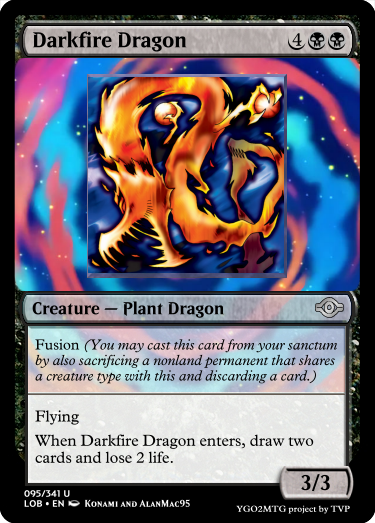 Darkfire Dragon 4
Creature — Plant Dragon
Fusion (You may cast this card from your sanctum
by also sacrificing a nonland permanent that shares
a creature type with this and discarding a card.)
Flying
When Darkfire Dragon enters, draw two
cards and lose 2 life.
3/3
095/341 U
LOB • EN Konami and AlanMac95
YGO2MTG project by TVP